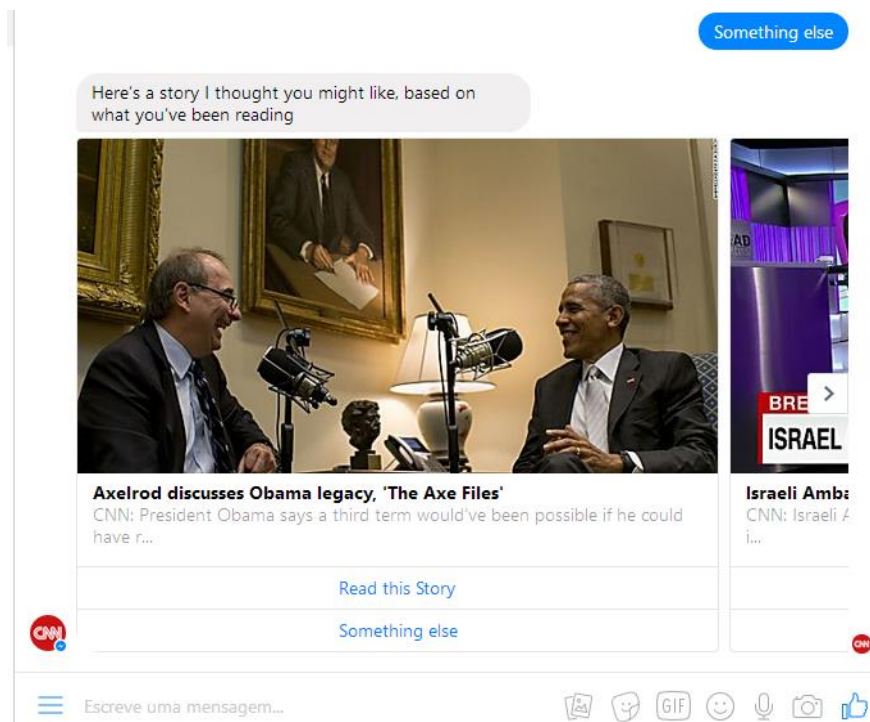 Something else
Here's a story I thought you might like, based on
what you've been reading
BRE
ISRAEL
Axelrod discusses Obama legacy, 'The Axe Files'
CNN: President Obama says a third term would've been possible if he could
have r...
Israeli Amba
CNN: Israeli A
i...
Read this Story
Something else
CNN
CNN
Escreve uma mensagem...
GIF